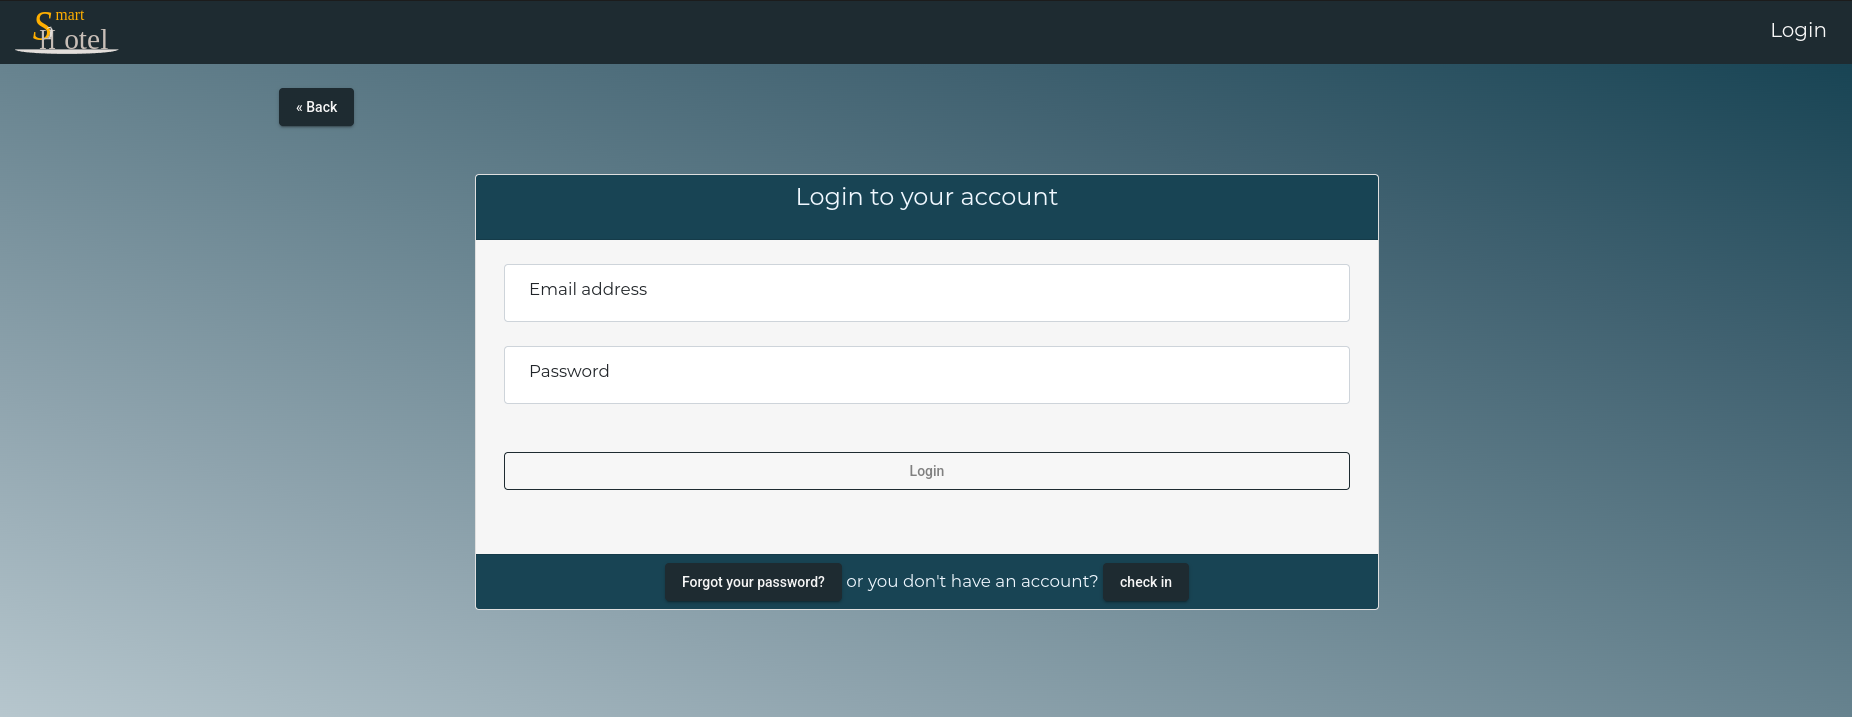 Smart
Hotel
Login
« Back
Login to your account
Email address
Password
Login
Forgot your password? or you don't have an account? check in